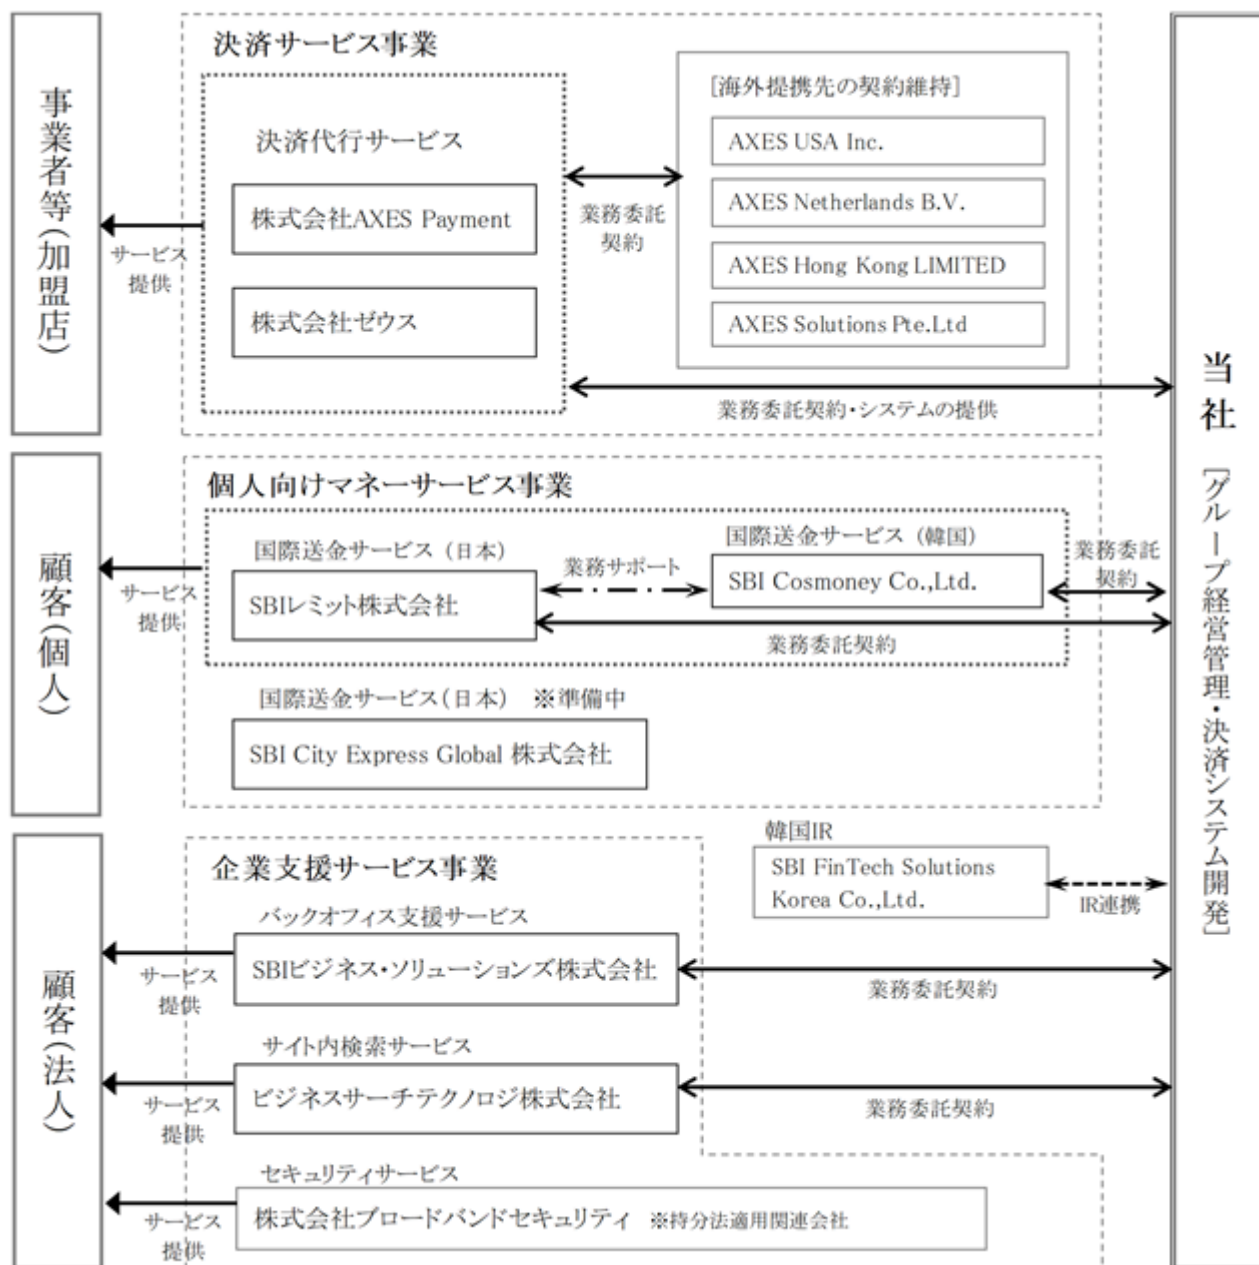 事業者等(加盟店)
決済サービス事業
決済代行サービス
株式会社AXES Payment
株式会社ゼウス
サービス
提供
業務委託
契約
[海外提携先の契約維持]
AXES USA Inc.
AXES Netherlands B.V.
AXES Hong Kong LIMITED
AXES Solutions Pte.Ltd
業務委託契約・システムの提供
当社 [グループ経営管理・決済システム開発]
顧客(個人)
個人向けマネーサービス事業
国際送金サービス (日本)
SBIレミット株式会社
サービス
提供
業務サポート
国際送金サービス (韓国)
SBI Cosmoney Co.,Ltd.
業務委託
契約
業務委託契約
国際送金サービス(日本) ※準備中
SBI City Express Global 株式会社
韓国IR
SBI FinTech Solutions
Korea Co.,Ltd.
IR連携
顧客(法人)
企業支援サービス事業
バックオフィス支援サービス
SBIビジネス・ソリューションズ株式会社
サービス
提供
業務委託契約
サイト内検索サービス
ビジネスサーチテクノロジ株式会社
サービス
提供
業務委託契約
セキュリティサービス
株式会社ブロードバンドセキュリティ ※持分法適用関連会社
サービス
提供